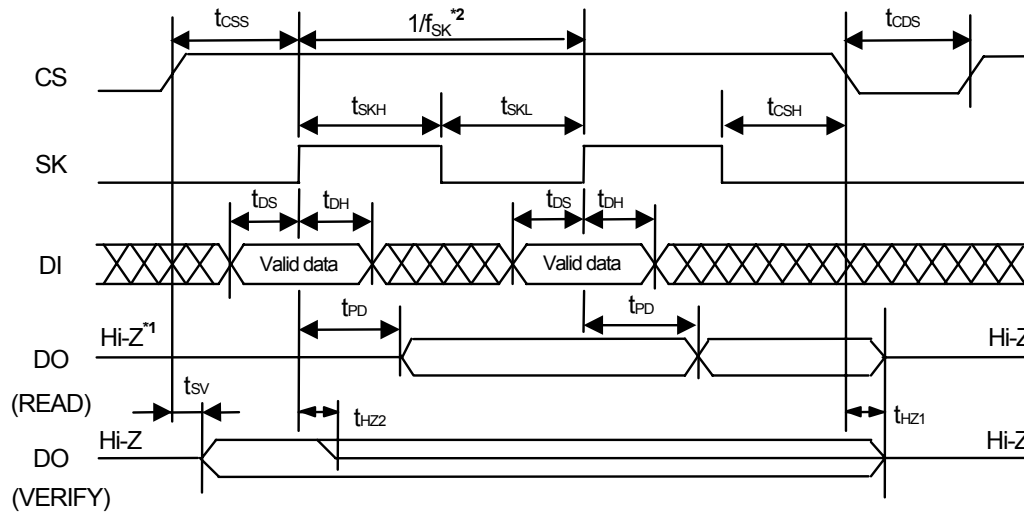 tCSS 1/fSK*2 tCDS
CS
tSKH tSKL tCSH
SK
tDS tDH tDS tDH
DI Valid data Valid data
tPD tPD
Hi-Z*1 Hi-Z
DO
(READ)
tSV tHZ2 tHZ1
Hi-Z Hi-Z
DO
(VERIFY)